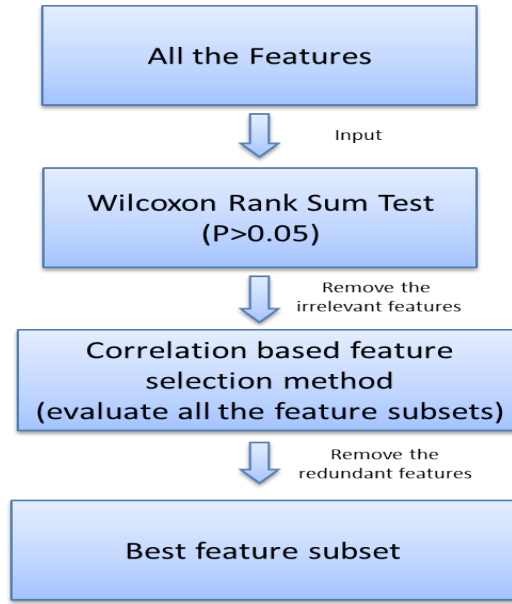 All the Features
Input
Wilcoxon Rank Sum Test
(P>0.05)
Remove the
irrelevant features
Correlation based feature
selection method
(evaluate all the feature subsets)
Remove the
redundant features
Best feature subset